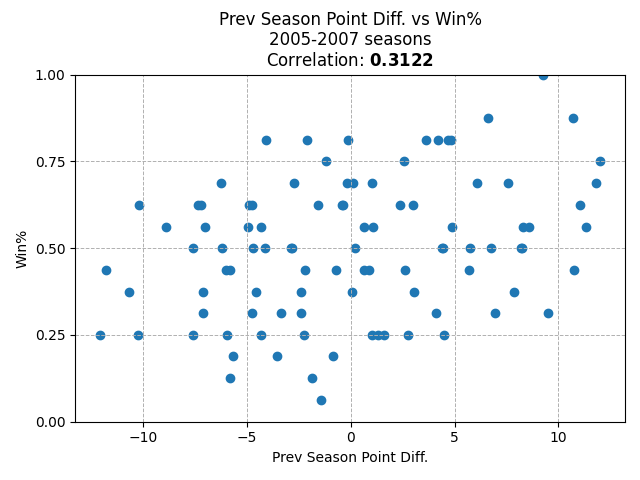 Prev Season Point Diff. vs Win%
2005-2007 seasons
Correlation: 0.3122
1.00
0.75
0.50
0.25
0.00
Win%
−10
−5
0
5
10
Prev Season Point Diff.